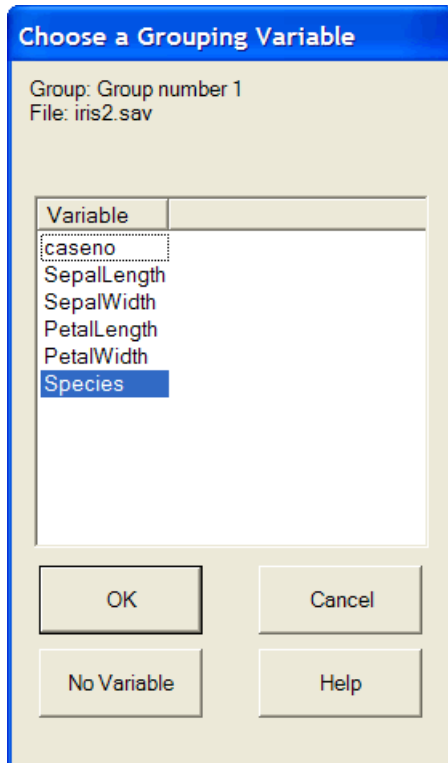 Choose a Grouping Variable
Group: Group number 1
File: iris2.sav
Variable
caseno
SepalLength
SepalWidth
PetalLength
PetalWidth
Species
OK
Cancel
No Variable
Help